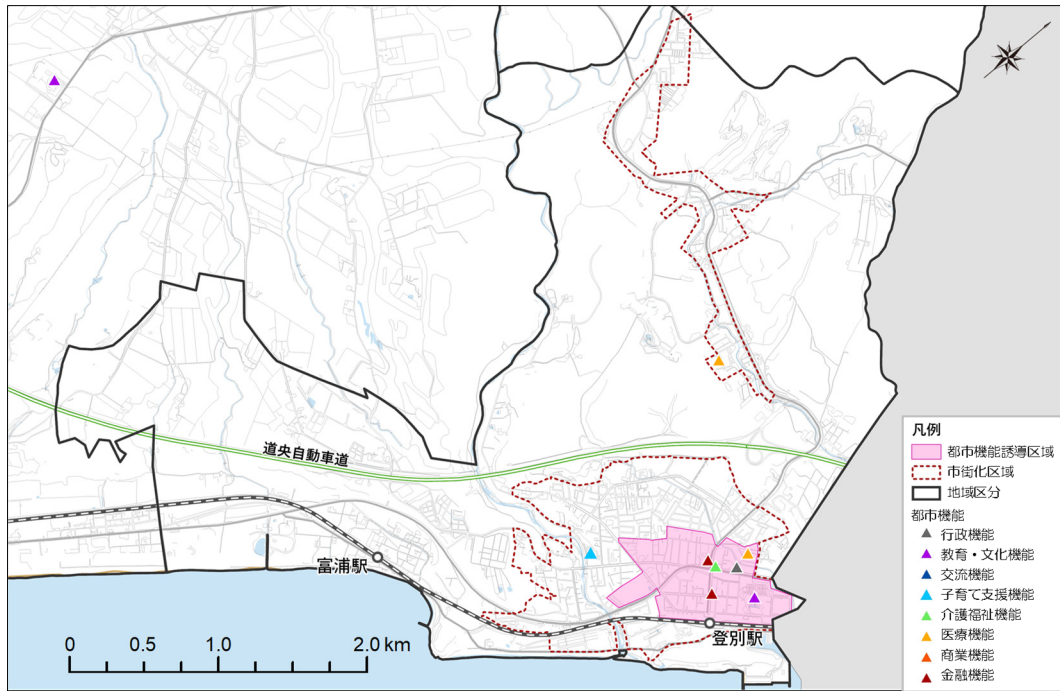 道央自動車道
富浦駅
登別駅
0 0.5 1.0 2.0 km
凡例
都市機能誘導区域
市街化区域
地域区分
都市機能
行政機能
教育・文化機能
交流機能
子育て支援機能
介護福祉機能
医療機能
商業機能
金融機能